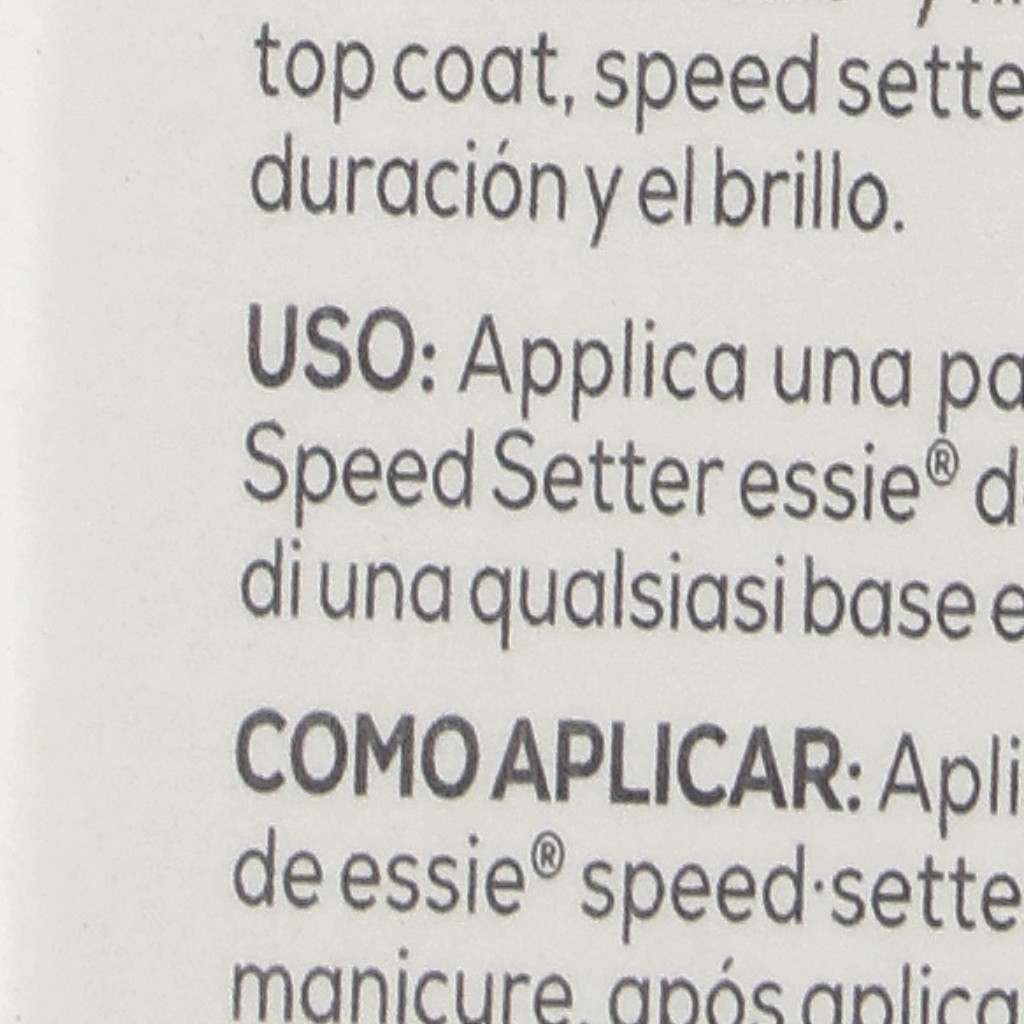 top coat, speed sette
duración y el brillo.
USO: Applica una pa
Speed Setter essie® d
di una qualsiasi base e
COMO APLICAR: Apli
de essie® speed·sette
manicure, após aplica